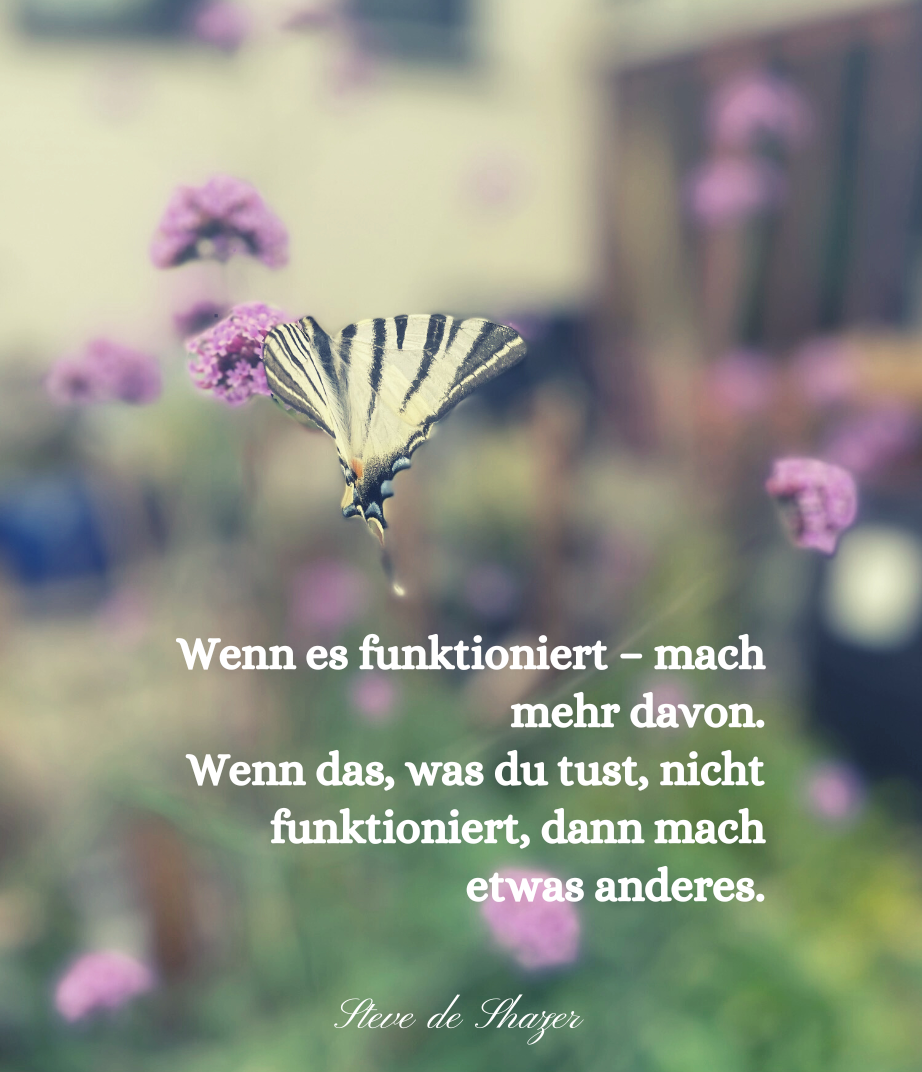 Wenn es funktioniert – mach
mehr davon.
Wenn das, was du tust, nicht
funktioniert, dann mach
etwas anderes.
Steve de Shazer